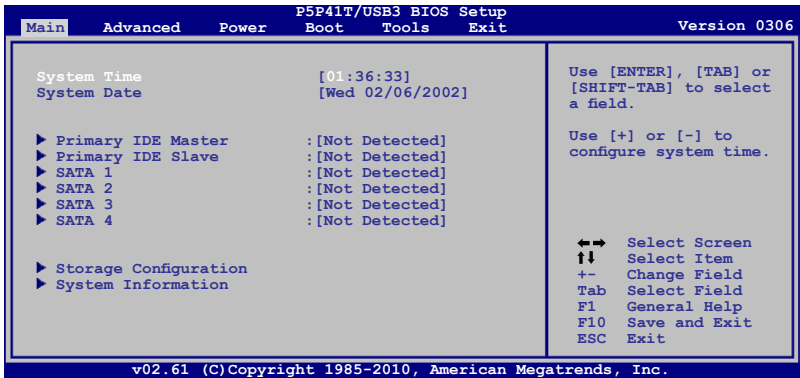 P5P41T/USB3 BIOS Setup
Main Advanced Power Boot Tools Exit Version 0306
System Time [01:36:33]
System Date [Wed 02/06/2002]
Primary IDE Master :[Not Detected]
Primary IDE Slave :[Not Detected]
SATA 1 :[Not Detected]
SATA 2 :[Not Detected]
SATA 3 :[Not Detected]
SATA 4 :[Not Detected]
Storage Configuration
System Information
Use [ENTER], [TAB] or
[SHIFT-TAB] to select
a field.
Use [+] or [-] to
configure system time.
←→ Select Screen
↑↓ Select Item
+- Change Field
Tab Select Field
F1 General Help
F10 Save and Exit
ESC Exit
v02.61 (C)Copyright 1985-2010, American Megatrends, Inc.